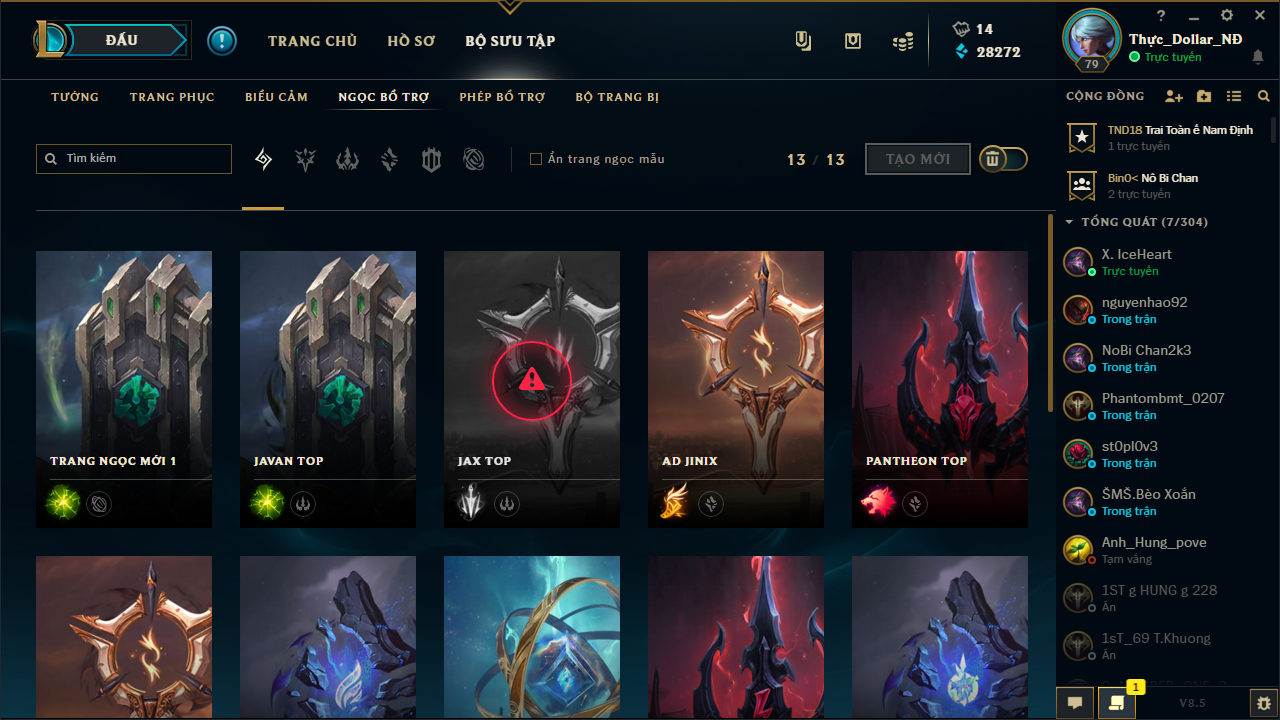 ĐẤU
TRANG CHỦ
HỒ SƠ
BỘ SƯU TẬP
14
28272
79
Thực_Dollar_NĐ
Trực tuyến
TƯỚNG
TRANG PHỤC
BIỂU CẢM
NGỌC BỔ TRỢ
PHÉP BỔ TRỢ
BỘ TRANG BỊ
CỘNG ĐỒNG
Tìm kiếm
Ẩn trang ngọc mẫu
13 / 13
TẠO MỚI
TND18 Trai Toàn ế Nam Định
1 trực tuyến
Bin0< Nô Bi Chan
2 trực tuyến
TỔNG QUÁT (7/304)
X. IceHeart
Trực tuyến
nguyenhao92
Trong trận
NoBi Chan2k3
Trong trận
Phantombmt_0207
Trong trận
st0pl0v3
Trong trận
ŠMŠ.Bèo Xoắn
Trong trận
Anh_Hung_pove
Tạm vắng
1ST g HUNG g 228
Ẩn
1sT_69 T.Khuong
Ẩn
TRANG NGỌC MỚI 1
JAVAN TOP
JAX TOP
AD JINIX
PANTHEON TOP
1
V8.5